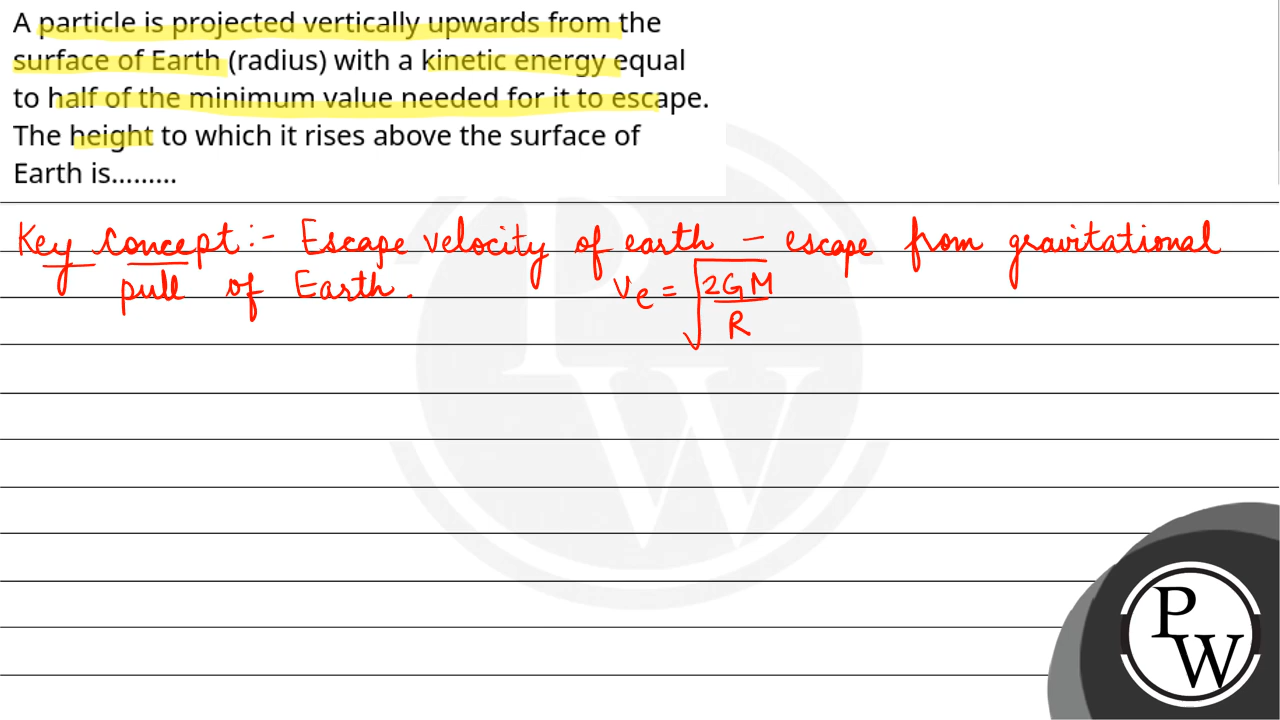 A particle is projected vertically upwards from the
surface of Earth (radius) with a kinetic energy equal
to half of the minimum value needed for it to escape.
The height to which it rises above the surface of
Earth is.........
Key concept :- Escape velocity of earth - escape from gravitational
pull of Earth. Ve = √2GM/R
PW
PW